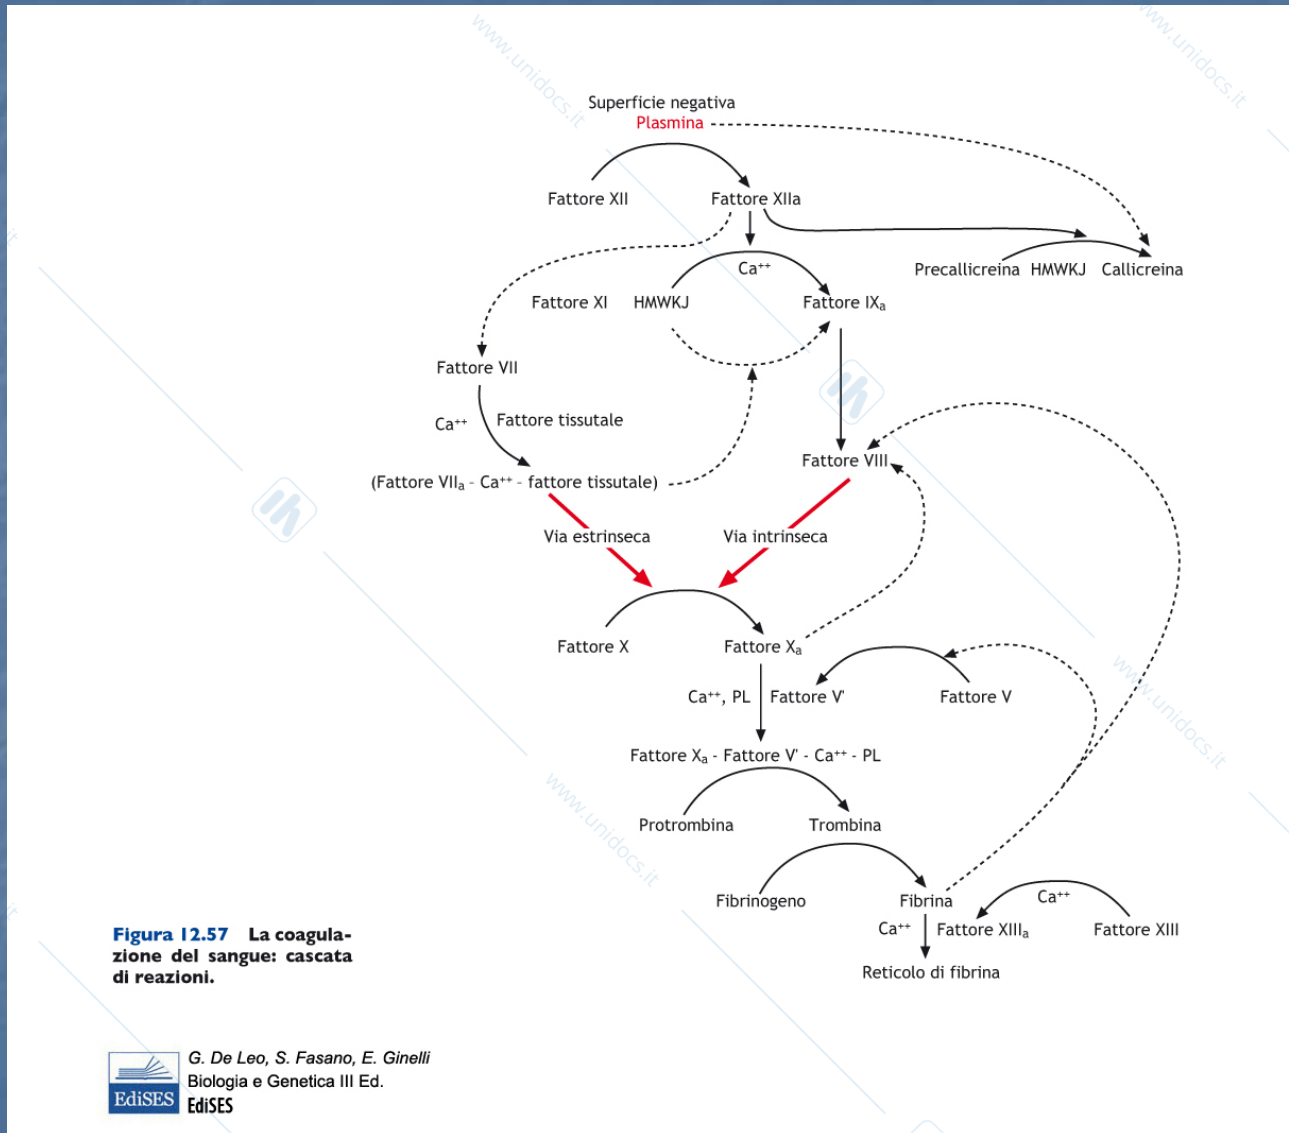 www.unidocs.it
www.unidocs.it
Superficie negativa
Plasmina
Fattore XII
Fattore XIIa
Ca++
Precallicreina HMWKJ Callicreina
Fattore XI
HMWKJ
Fattore IXa
Fattore VII
Ca++
Fattore tissutale
Fattore VIII
(Fattore VIIa - Ca++ - fattore tissutale)
Via estrinseca
Via intrinseca
Fattore X
Fattore Xa
Ca++, PL
Fattore V'
Fattore V
www.unidocs.it
Fattore Xa - Fattore V' - Ca++ - PL
www.unidocs.it
Protrombina
Trombina
Fibrinogeno
Fibrina
Ca++
Ca++
Fattore XIIIa
Fattore XIII
Reticolo di fibrina
Figura 12.57 La coagula-
zione del sangue: cascata
di reazioni.
G. De Leo, S. Fasano, E. Ginelli
Biologia e Genetica III Ed.
EdiSES
EdiSES